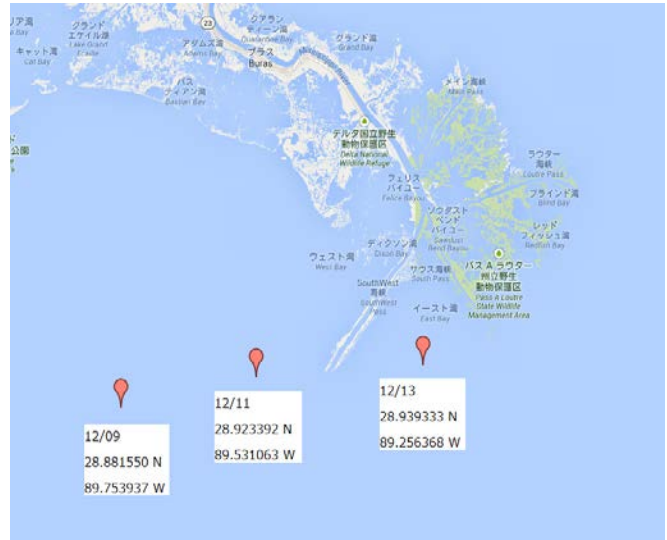 リア湾
a Bay
グランド
エケイル湖
Lake Grand
Ecaille
キャット湾
Cat Bay
23
アダムズ湾
Adams Bay
クアラン
ティーン湾
Quarantine Bay
グランド湾
Grand Bay
ブラス
Buras
バス
ティアン湾
Bastian Bay
公園
メイン海峡
Main Pass
デルタ国立野生
動物保護区
Delta National
Wildlife Refuge
ラウター
海峡
Loutre Pass
フェリス
バイユー
Felice Bayou
ブラインド湾
Blind Bay
ソウダスト
ベンド
バイユー
Sawdust
Bend Bayou
レッド
フィッシュ湾
Redfish Bay
ディクソン湾
Dixon Bay
ウェスト湾
West Bay
サウス海峡
South Pass
パス A ラウター
州立野生
動物保護区
Pass A Loutre
State Wildlife
Management Area
SouthWest
海峡
SouthWest
Pass
イースト湾
East Bay
12/13
28.939333 N
89.256368 W
12/11
28.923392 N
89.531063 W
12/09
28.881550 N
89.753937 W